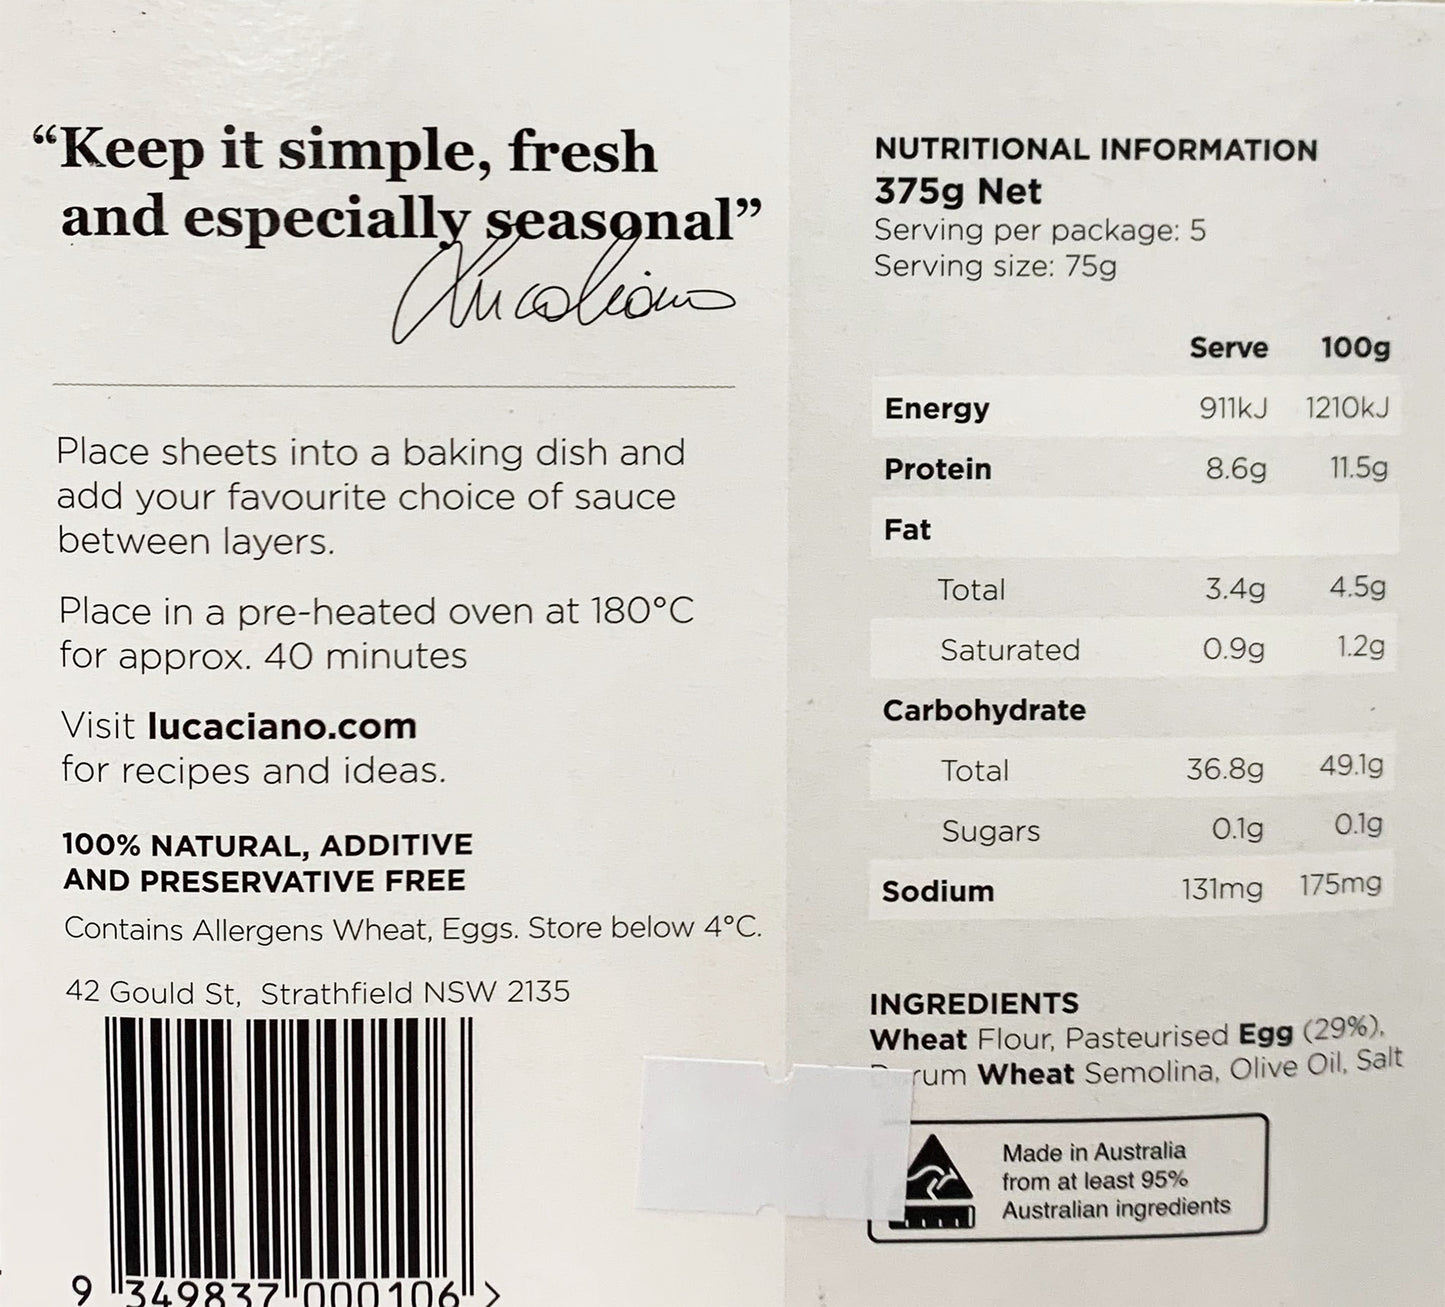 “Keep it simple, fresh
and especially seasonal”
Place sheets into a baking dish and
add your favourite choice of sauce
between layers.
Place in a pre-heated oven at 180°C
for approx. 40 minutes
Visit lucaciano.com
for recipes and ideas.
100% NATURAL, ADDITIVE
AND PRESERVATIVE FREE
Contains Allergens Wheat, Eggs. Store below 4°C.
42 Gould St, Strathfield NSW 2135
9 349837 000106 >
NUTRITIONAL INFORMATION
375g Net
Serving per package: 5
Serving size: 75g
Serve 100g
Energy 911kJ 1210kJ
Protein 8.6g 11.5g
Fat
Total 3.4g 4.5g
Saturated 0.9g 1.2g
Carbohydrate
Total 36.8g 49.1g
Sugars 0.1g 0.1g
Sodium 131mg 175mg
INGREDIENTS
Wheat Flour, Pasteurised Egg (29%),
Wheat Semolina, Olive Oil, Salt
Made in Australia
from at least 95%
Australian ingredients